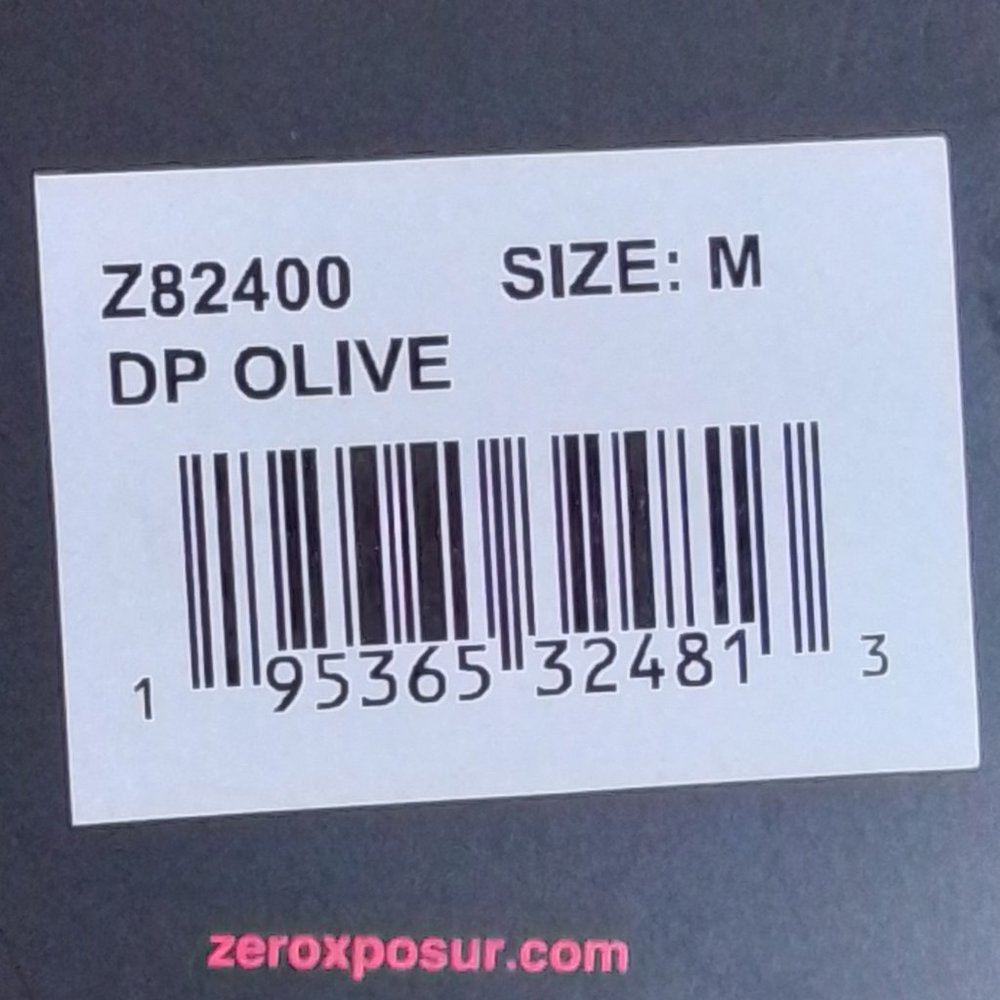 Z82400 SIZE: M
DP OLIVE
1 95365 32481 3
zeroxposur.com